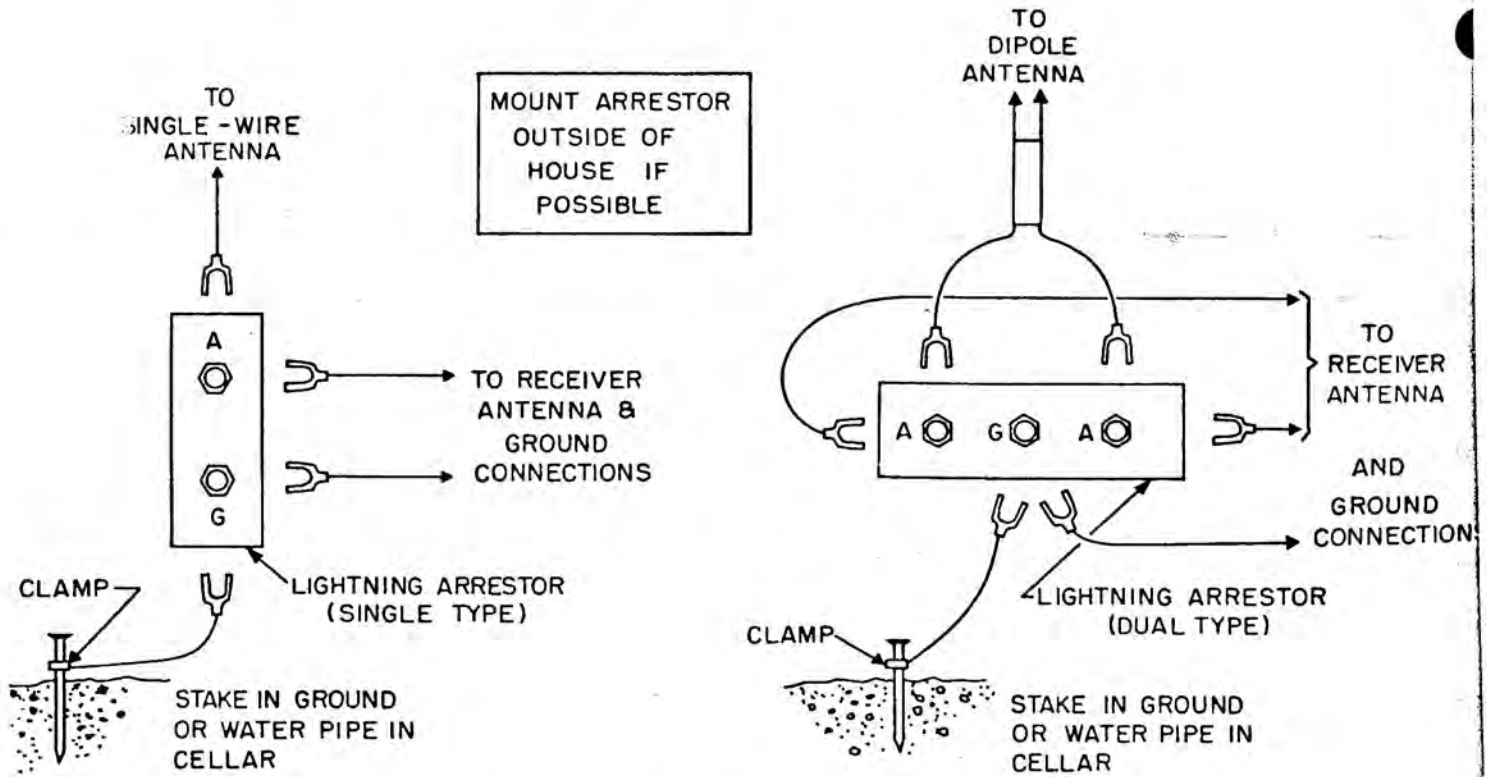 TO
SINGLE-WIRE
ANTENNA
MOUNT ARRESTOR
OUTSIDE OF
HOUSE IF
POSSIBLE
A
G
TO RECEIVER
ANTENNA &
GROUND
CONNECTIONS
CLAMP
LIGHTNING ARRESTOR
(SINGLE TYPE)
STAKE IN GROUND
OR WATER PIPE IN
CELLAR
TO
DIPOLE
ANTENNA
A G A
TO
RECEIVER
ANTENNA
AND
GROUND
CONNECTION
LIGHTNING ARRESTOR
(DUAL TYPE)
CLAMP
STAKE IN GROUND
OR WATER PIPE IN
CELLAR